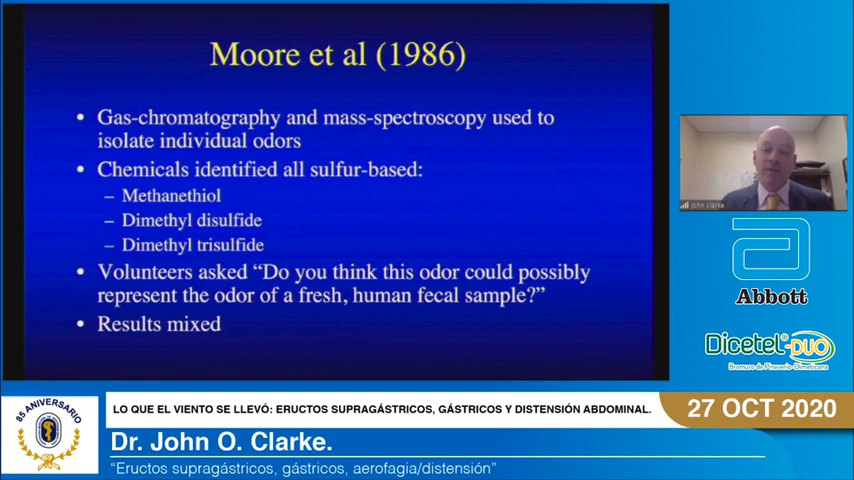 Moore et al (1986)
• Gas-chromatography and mass-spectroscopy used to
isolate individual odors
• Chemicals identified all sulfur-based:
– Methanethiol
– Dimethyl disulfide
– Dimethyl trisulfide
• Volunteers asked “Do you think this odor could possibly
represent the odor of a fresh, human fecal sample?”
• Results mixed
john clarke
Abbott
Dicetel®-DUO
Bromuro de Pinaverio-Dimeticona
85 ANIVERSARIO
LO QUE EL VIENTO SE LLEVÓ: ERUCTOS SUPRAGÁSTRICOS, GÁSTRICOS Y DISTENSIÓN ABDOMINAL.
27 OCT 2020
Dr. John O. Clarke.
“Eructos supragástricos, gástricos, aerofagia/distensión”